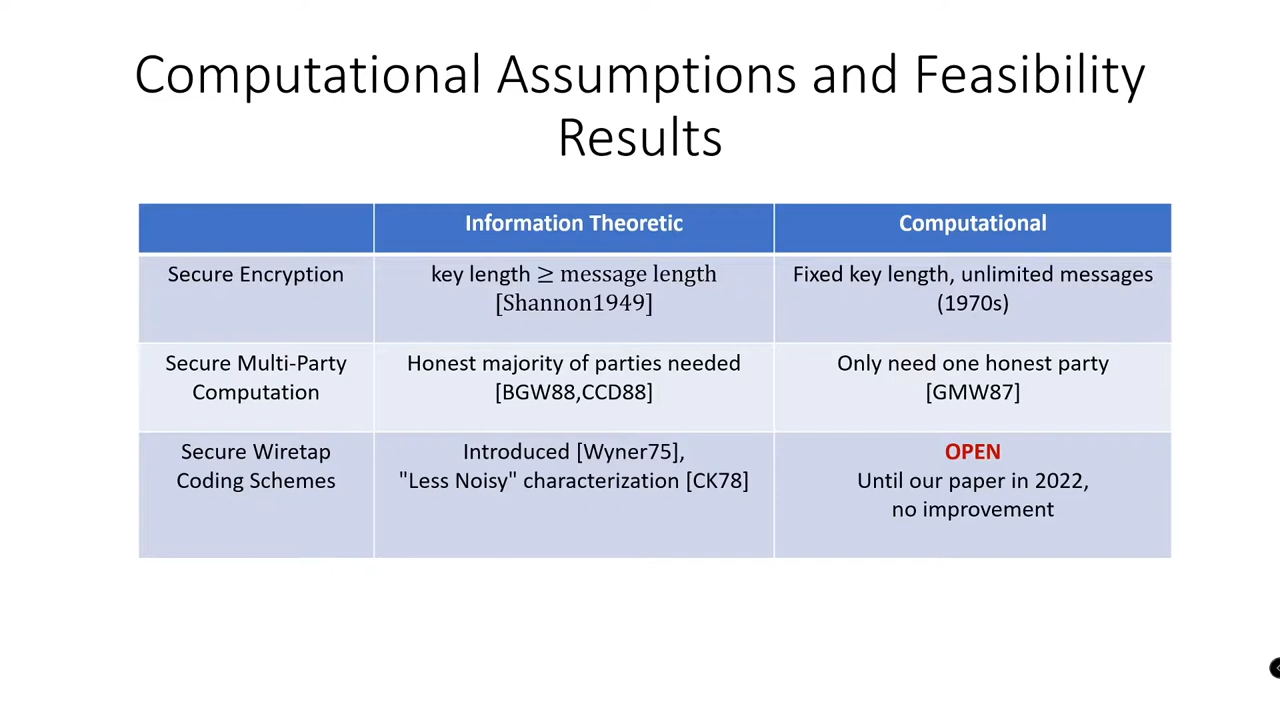 Computational Assumptions and Feasibility
Results
Information Theoretic
Computational
Secure Encryption
key length ≥ message length
[Shannon1949]
Fixed key length, unlimited messages
(1970s)
Secure Multi-Party
Computation
Honest majority of parties needed
[BGW88,CCD88]
Only need one honest party
[GMW87]
Secure Wiretap
Coding Schemes
Introduced [Wyner75],
"Less Noisy" characterization [CK78]
OPEN
Until our paper in 2022,
no improvement